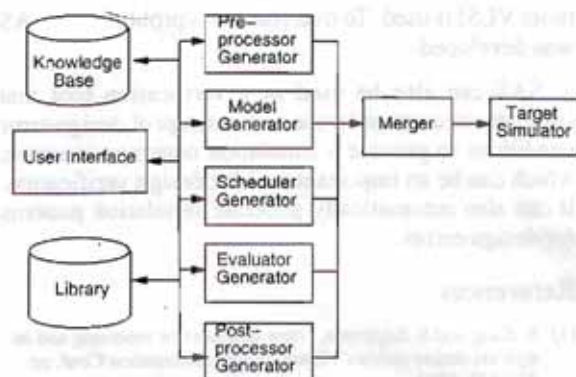 Pre-
processor
Generator
Knowledge
Base
Model
Generator
Merger
Target
Simulator
User Interface
Scheduler
Generator
Library
Evaluator
Generator
Post-
processor
Generator